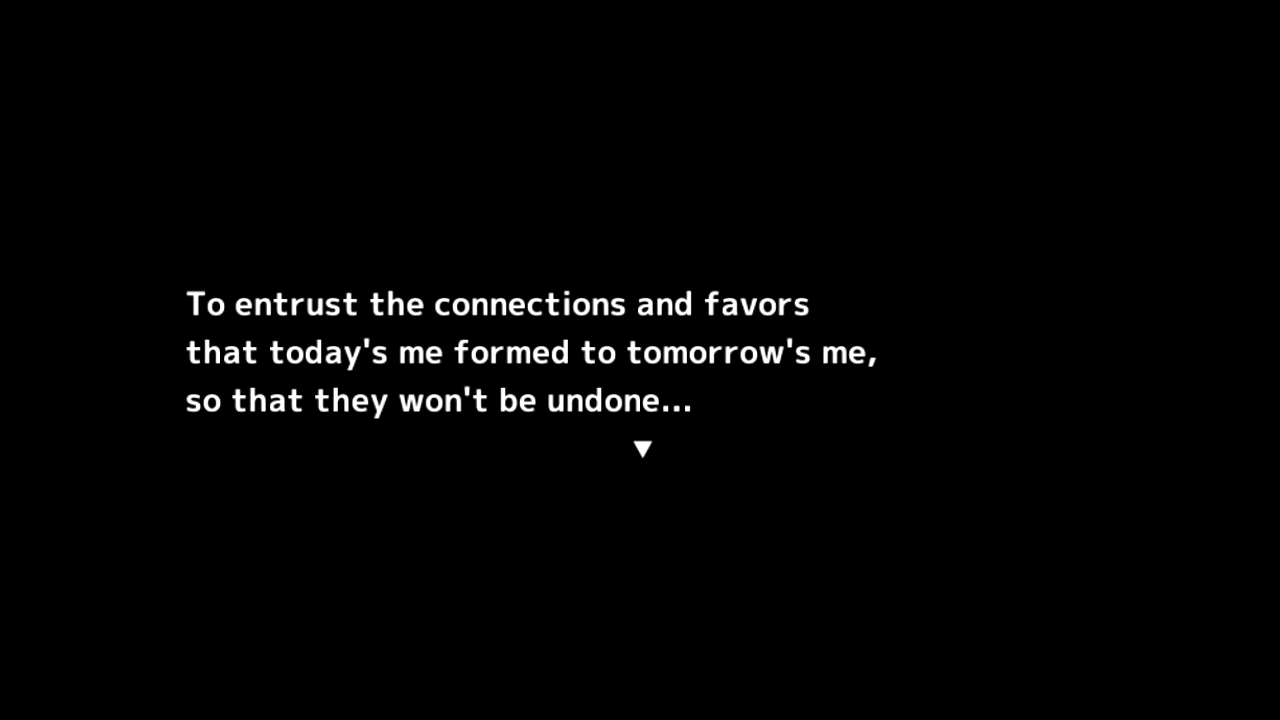 To entrust the connections and favors
that today's me formed to tomorrow's me,
so that they won't be undone...